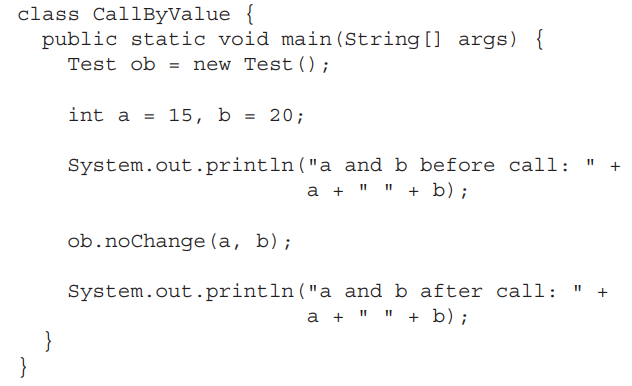 class CallByValue {
  public static void main(String[] args) {
    Test ob = new Test();
    int a = 15, b = 20;
    System.out.println("a and b before call: " +
                       a + " " + b);
    ob.noChange(a, b);
    System.out.println("a and b after call: " +
                       a + " " + b);
  }
}